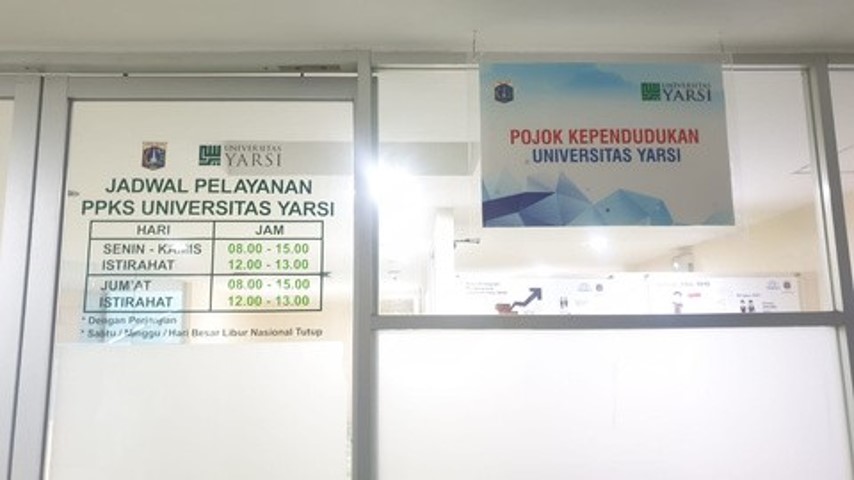 UNIVERSITAS
YARSI
JADWAL PELAYANAN
PPKS UNIVERSITAS YARSI
HARI JAM
SENIN - KAMIS 08.00 - 15.00
ISTIRAHAT 12.00 - 13.00
JUM'AT 08.00 - 15.00
ISTIRAHAT 12.00 - 13.00
* Dengan Perjanjian
* Sabtu / Minggu / Hari Besar Libur Nasional Tutup
UNIVERSITAS
YARSI
POJOK KEPENDUDUKAN
UNIVERSITAS YARSI